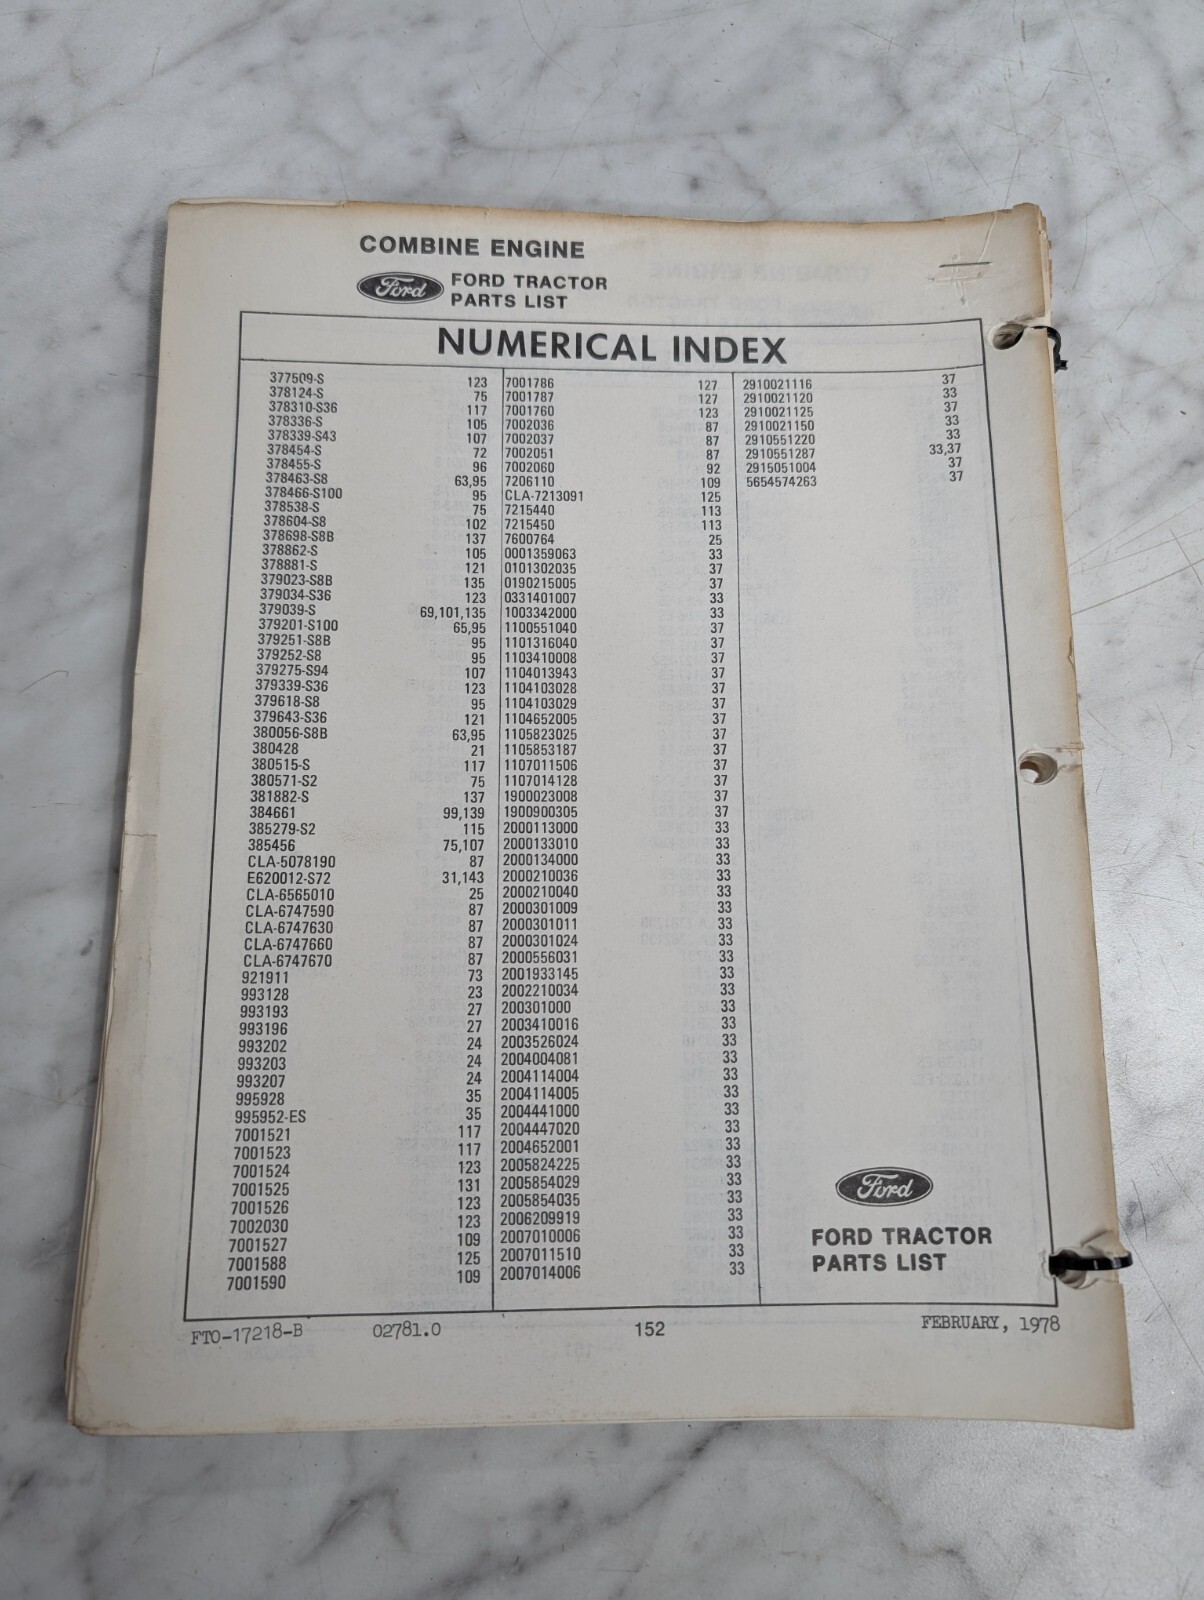 COMBINE ENGINE
Ford FORD TRACTOR
PARTS LIST
NUMERICAL INDEX
377509-S 123
378124-S 75
378310-S36 117
378336-S 105
378339-S43 107
378454-S 72
378455-S 96
378463-S8 63,95
378466-S100 95
378538-S 75
378604-S8 102
378698-S8B 137
378862-S 105
378881-S 121
379023-S8B 135
379034-S36 123
379039-S 69,101,135
379201-S100 65,95
379251-S8B 95
379252-S8 95
379275-S94 107
379339-S36 123
379618-S8 95
379643-S36 121
380056-S8B 63,95
380428 21
380515-S 117
380571-S2 75
381882-S 137
384661 99,139
385279-S2 115
385456 75,107
CLA-5078190 87
E620012-S72 31,143
CLA-6565010 25
CLA-6747590 87
CLA-6747630 87
CLA-6747660 87
CLA-6747670 87
921911 73
993128 23
993193 27
993196 27
993202 24
993203 24
993207 24
995928 35
995952-ES 35
7001521 117
7001523 117
7001524 123
7001525 131
7001526 123
7002030 123
7001527 109
7001588 125
7001590 109
7001786 127
7001787 127
7001760 123
7002036 87
7002037 87
7002051 87
7002060 92
7206110 109
CLA-7213091 125
7215440 113
7215450 113
7600764 25
0001359063 33
0101302035 37
0190215005 37
0331401007 33
1003342000 33
1100551040 37
1101316040 37
1103410008 37
1104013943 37
1104103028 37
1104103029 37
1104652005 37
1105823025 37
1105853187 37
1107011506 37
1107014128 37
1900023008 37
1900900305 37
2000113000 33
2000133010 33
2000134000 33
2000210036 33
2000210040 33
2000301009 33
2000301011 33
2000301024 33
2000556031 33
2001933145 33
2002210034 33
200301000 33
2003410016 33
2003526024 33
2004004081 33
2004114004 33
2004114005 33
2004441000 33
2004447020 33
2004652001 33
2005824225 33
2005854029 33
2005854035 33
2006209919 33
2007010006 33
2007011510 33
2007014006 33
2910021116 37
2910021120 33
2910021125 37
2910021150 33
2910551220 33
2910551287 33,37
2915051004 37
5654574263 37
Ford
FORD TRACTOR
PARTS LIST
FTO-17218-B 02781.0 152 FEBRUARY, 1978